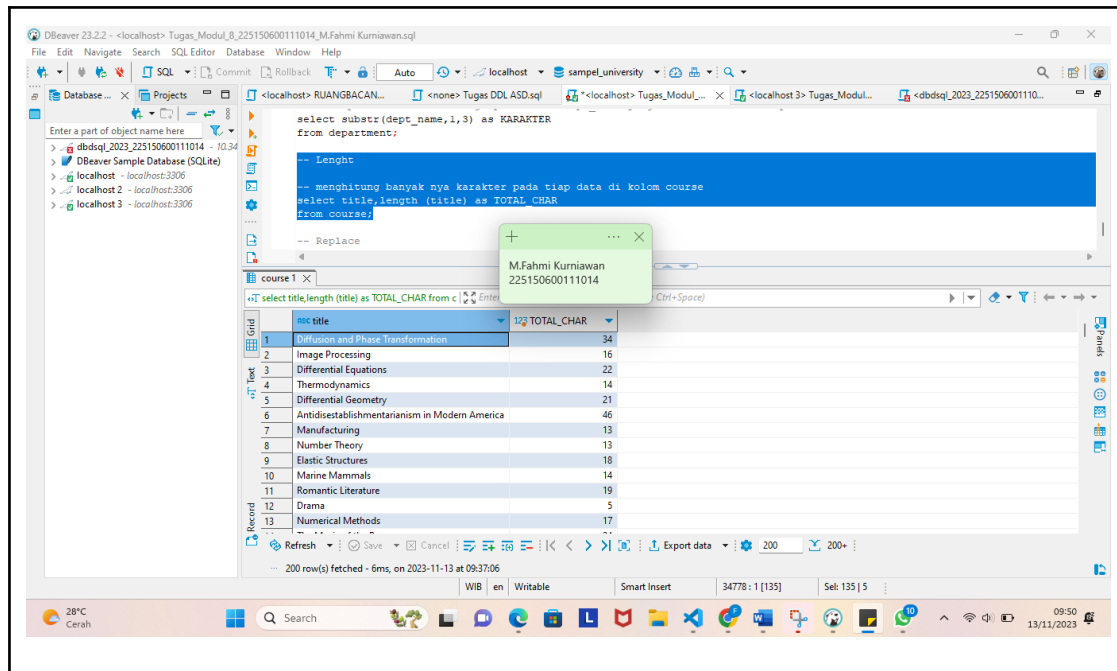 DBeaver 23.2.2 - <localhost> Tugas_Modul_8_225150600111014_M.Fahmi Kurniawan.sql
File Edit Navigate Search SQL Editor Database Window Help
SQL Commit Rollback Auto localhost sampel_university
Database ... Projects <localhost> RUANGBACAN... <none> Tugas DDL ASD.sql *<localhost> Tugas_Modul_... <localhost 3> Tugas_Modul... <dbdsql_2023_2251506001110...
Enter a part of object name here
dbdsql_2023_225150600111014 - 10.34
DBeaver Sample Database (SQLite)
localhost - localhost:3306
localhost 2 - localhost:3306
localhost 3 - localhost:3306
select substr(dept_name,1,3) as KARAKTER
from department;
-- Lenght
-- menghitung banyak nya karakter pada tiap data di kolom course
select title,length (title) as TOTAL_CHAR
from course;
-- Replace
M.Fahmi Kurniawan
225150600111014
course 1
select title,length (title) as TOTAL_CHAR from c Enter Ctrl+Space)
Grid
Text
Record
Panels
ABC title 123 TOTAL_CHAR
1 Diffusion and Phase Transformation 34
2 Image Processing 16
3 Differential Equations 22
4 Thermodynamics 14
5 Differential Geometry 21
6 Antidisestablishmentarianism in Modern America 46
7 Manufacturing 13
8 Number Theory 13
9 Elastic Structures 18
10 Marine Mammals 14
11 Romantic Literature 19
12 Drama 5
13 Numerical Methods 17
Refresh Save Cancel Export data 200 200+
200 row(s) fetched - 6ms, on 2023-11-13 at 09:37:06
WIB en Writable Smart Insert 34778 : 1 [135] Sel: 135 | 5
28°C
Cerah
Search
10
09:50
13/11/2023